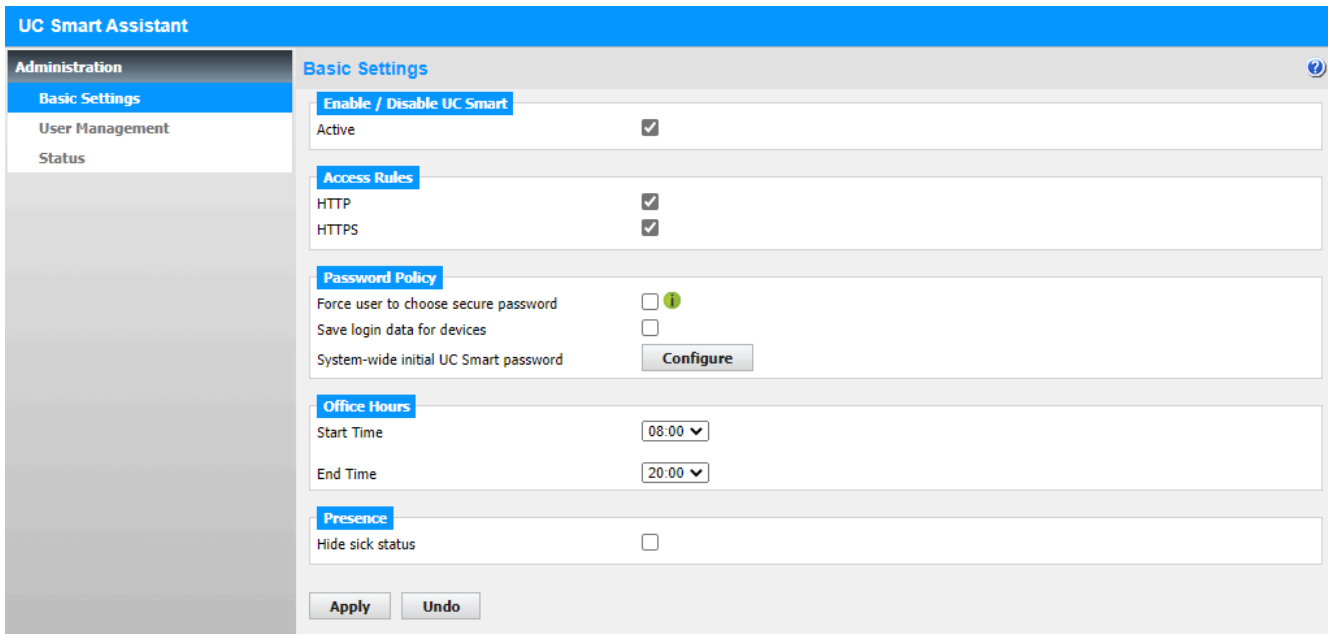 UC Smart Assistant
Administration
Basic Settings
User Management
Status
Basic Settings
?
Enable / Disable UC Smart
Active
Access Rules
HTTP
HTTPS
Password Policy
Force user to choose secure password
i
Save login data for devices
System-wide initial UC Smart password Configure
Office Hours
Start Time 08:00
End Time 20:00
Presence
Hide sick status
Apply Undo